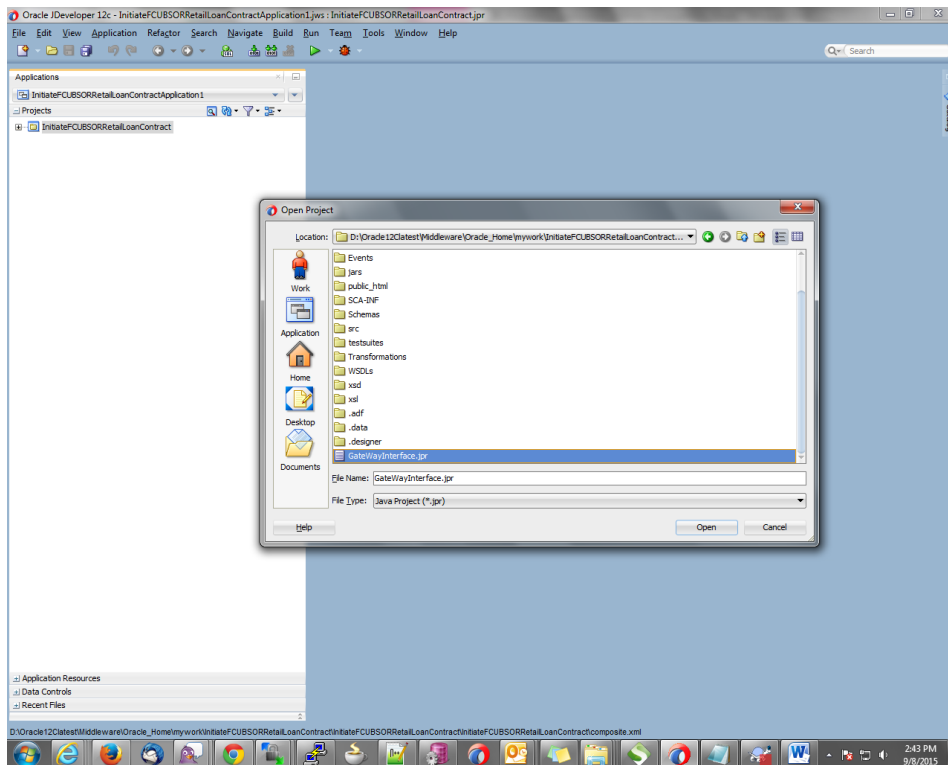 Oracle JDeveloper 12c - InitiateFCUBSORRetailLoanContractApplication1.jws : InitiateFCUBSORRetailLoanContract.jpr
File Edit View Application Refactor Search Navigate Build Run Team Tools Window Help
Search
Applications
InitiateFCUBSORRetailLoanContractApplication1
Projects
InitiateFCUBSORRetailLoanContract
Open Project
Location: D:\Oracle12Clatest\Middleware\Oracle_Home\mywork\InitiateFCUBSORRetailLoanContract...
Work
Application
Home
Desktop
Documents
Events
jars
public_html
SCA-INF
Schemas
src
testsuites
Transformations
WSDLs
xsd
xsl
.adf
.data
.designer
GateWayInterface.jpr
File Name: GateWayInterface.jpr
File Type: Java Project (*.jpr)
Help Open Cancel
Application Resources
Data Controls
Recent Files
D:\Oracle12Clatest\Middleware\Oracle_Home\mywork\InitiateFCUBSORRetailLoanContract\InitiateFCUBSORRetailLoanContract\InitiateFCUBSORRetailLoanContract\composite.xml
2:43 PM
9/8/2015